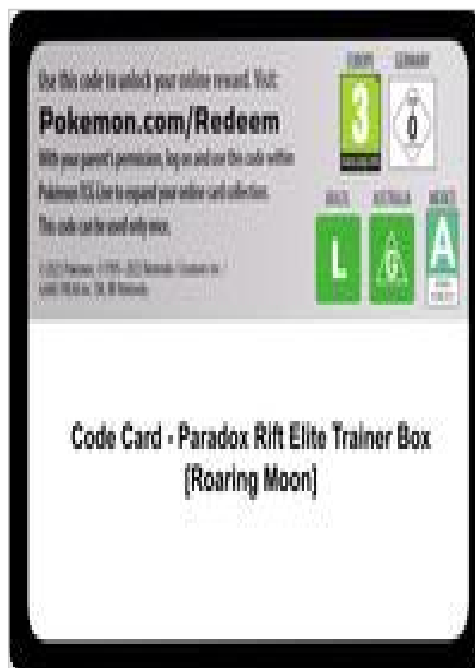 Use this code to unlock your online reward. Visit:
Pokemon.com/Redeem
With your parent's permission, log on and use this code within
Pokémon TCG Live to expand your online card collection.
This code can be used only once.
EUROPE GERMANY
3
0
BRAZIL AUSTRALIA MEXICO
L
G
A
Code Card - Paradox Rift Elite Trainer Box
[Roaring Moon]